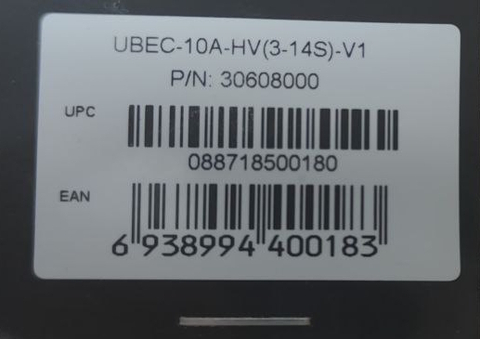 UBEC-10A-HV(3-14S)-V1
P/N: 30608000
UPC
088718500180
EAN
6 938994 400183